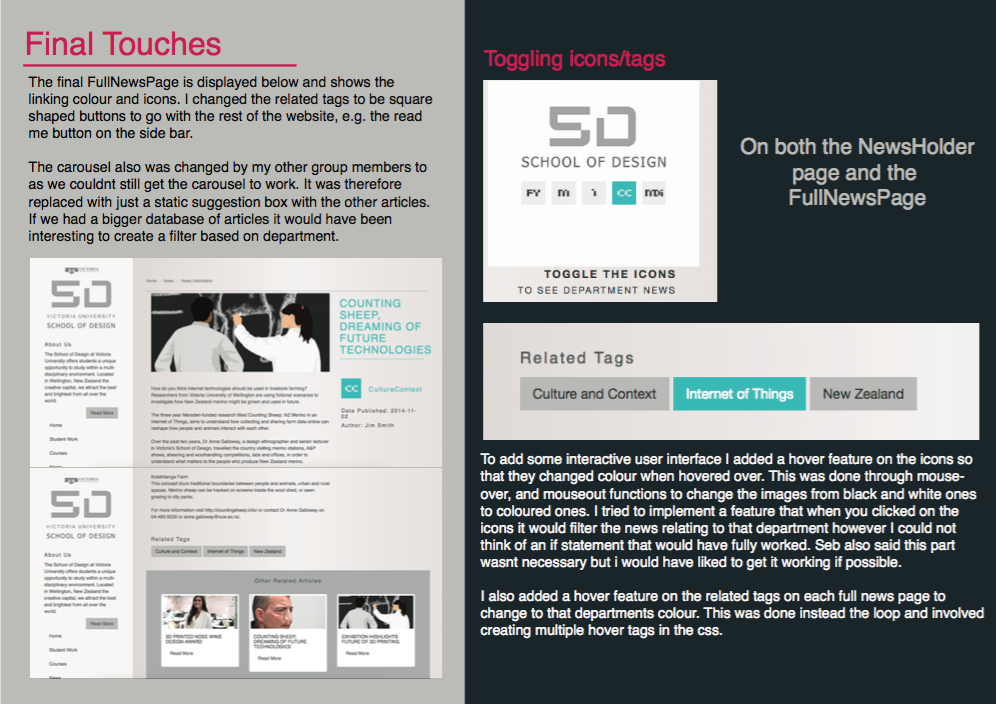 Final Touches
The final FullNewsPage is displayed below and shows the
linking colour and icons. I changed the related tags to be square
shaped buttons to go with the rest of the website, e.g. the read
me button on the side bar.
The carousel also was changed by my other group members to
as we couldnt still get the carousel to work. It was therefore
replaced with just a static suggestion box with the other articles.
If we had a bigger database of articles it would have been
interesting to create a filter based on department.
VICTORIA
SD
VICTORIA UNIVERSITY
SCHOOL OF DESIGN
About Us
The School of Design at Victoria
University offers students a unique
opportunity to study within a multi-
disciplinary environment. Located
in Wellington, New Zealand the
creative capital, we attract the best
and brightest from all over the
world.
Read More
Home
Student Work
Courses
Home News News Information
COUNTING
SHEEP,
DREAMING OF
FUTURE
TECHNOLOGIES
CC CultureContext
Date Published: 2014-11-
02
Author: Jim Smith
How do you think internet technologies should be used in livestock farming?
Researchers from Victoria University of Wellington are using fictional scenarios to
investigate how New Zealand merino might be grown and used in future.
The three year Marsden-funded research titled Counting Sheep: NZ Merino in an
Internet of Things, aims to understand how collecting and sharing farm data online can
reshape how people and animals interact with each other.
Over the past two years, Dr Anne Galloway, a design ethnographer and senior lecturer
in Victoria's School of Design, travelled the country visiting merino stations, A&P
shows, shearing and woolhandling competitions, labs and offices, in order to
understand what matters to the people who produce New Zealand merino.
VICTORIA
SD
VICTORIA UNIVERSITY
SCHOOL OF DESIGN
About Us
The School of Design at Victoria
University offers students a unique
opportunity to study within a multi-
disciplinary environment. Located
in Wellington, New Zealand the
creative capital, we attract the best
and brightest from all over the
world.
Read More
Home
Student Work
Courses
Kotahitanga Farm
This concept blurs traditional boundaries between people and animals, urban and rural
spaces. Merino sheep can be tracked on screens inside the wool shed, or seen
grazing in city parks.
For more information visit http://countingsheep.info/ or contact Dr Anne Galloway on
Related Tags
Culture and Context Internet of Things New Zealand
Other Related Articles
3D PRINTED NOSE WINS
DESIGN AWARD
Read More
COUNTING SHEEP,
DREAMING OF FUTURE
TECHNOLOGIES
Read More
EXHIBITION HIGHLIGHTS
FUTURE OF 3D PRINTING
Read More
Toggling icons/tags
SD
SCHOOL OF DESIGN
FY M I CC MDI
TOGGLE THE ICONS
TO SEE DEPARTMENT NEWS
On both the NewsHolder
page and the
FullNewsPage
Related Tags
Culture and Context Internet of Things New Zealand
To add some interactive user interface I added a hover feature on the icons so
that they changed colour when hovered over. This was done through mouse-
over, and mouseout functions to change the images from black and white ones
to coloured ones. I tried to implement a feature that when you clicked on the
icons it would filter the news relating to that department however I could not
think of an if statement that would have fully worked. Seb also said this part
wasnt necessary but i would have liked to get it working if possible.
I also added a hover feature on the related tags on each full news page to
change to that departments colour. This was done instead the loop and involved
creating multiple hover tags in the css.